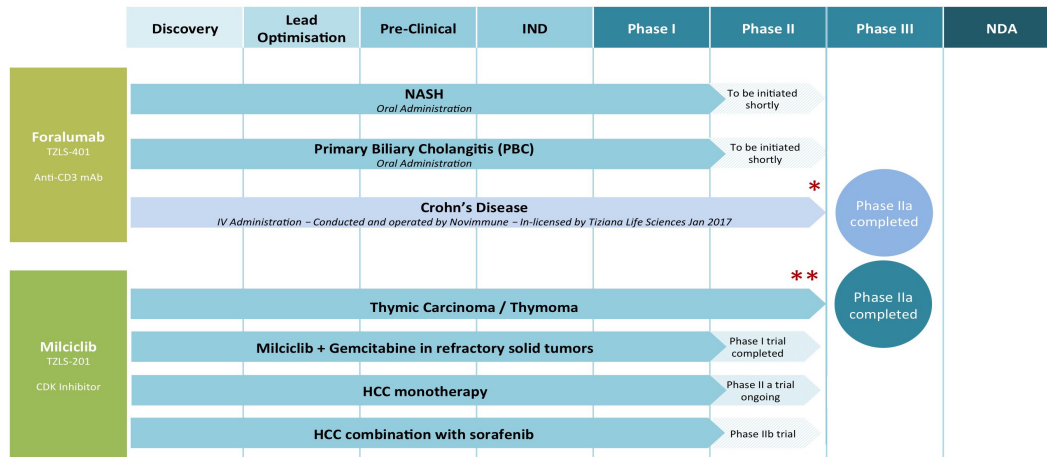 Discovery
Lead
Optimisation
Pre-Clinical
IND
Phase I
Phase II
Phase III
NDA
Foralumab
TZLS-401
Anti-CD3 mAb
NASH
Oral Administration
To be initiated
shortly
Primary Biliary Cholangitis (PBC)
Oral Administration
To be initiated
shortly
*
Crohn's Disease
IV Administration – Conducted and operated by Novimmune – In-licensed by Tiziana Life Sciences Jan 2017
Phase IIa
completed
Milciclib
TZLS-201
CDK Inhibitor
**
Thymic Carcinoma / Thymoma
Phase IIa
completed
Milciclib + Gemcitabine in refractory solid tumors
Phase I trial
completed
HCC monotherapy
Phase II a trial
ongoing
HCC combination with sorafenib
Phase IIb trial